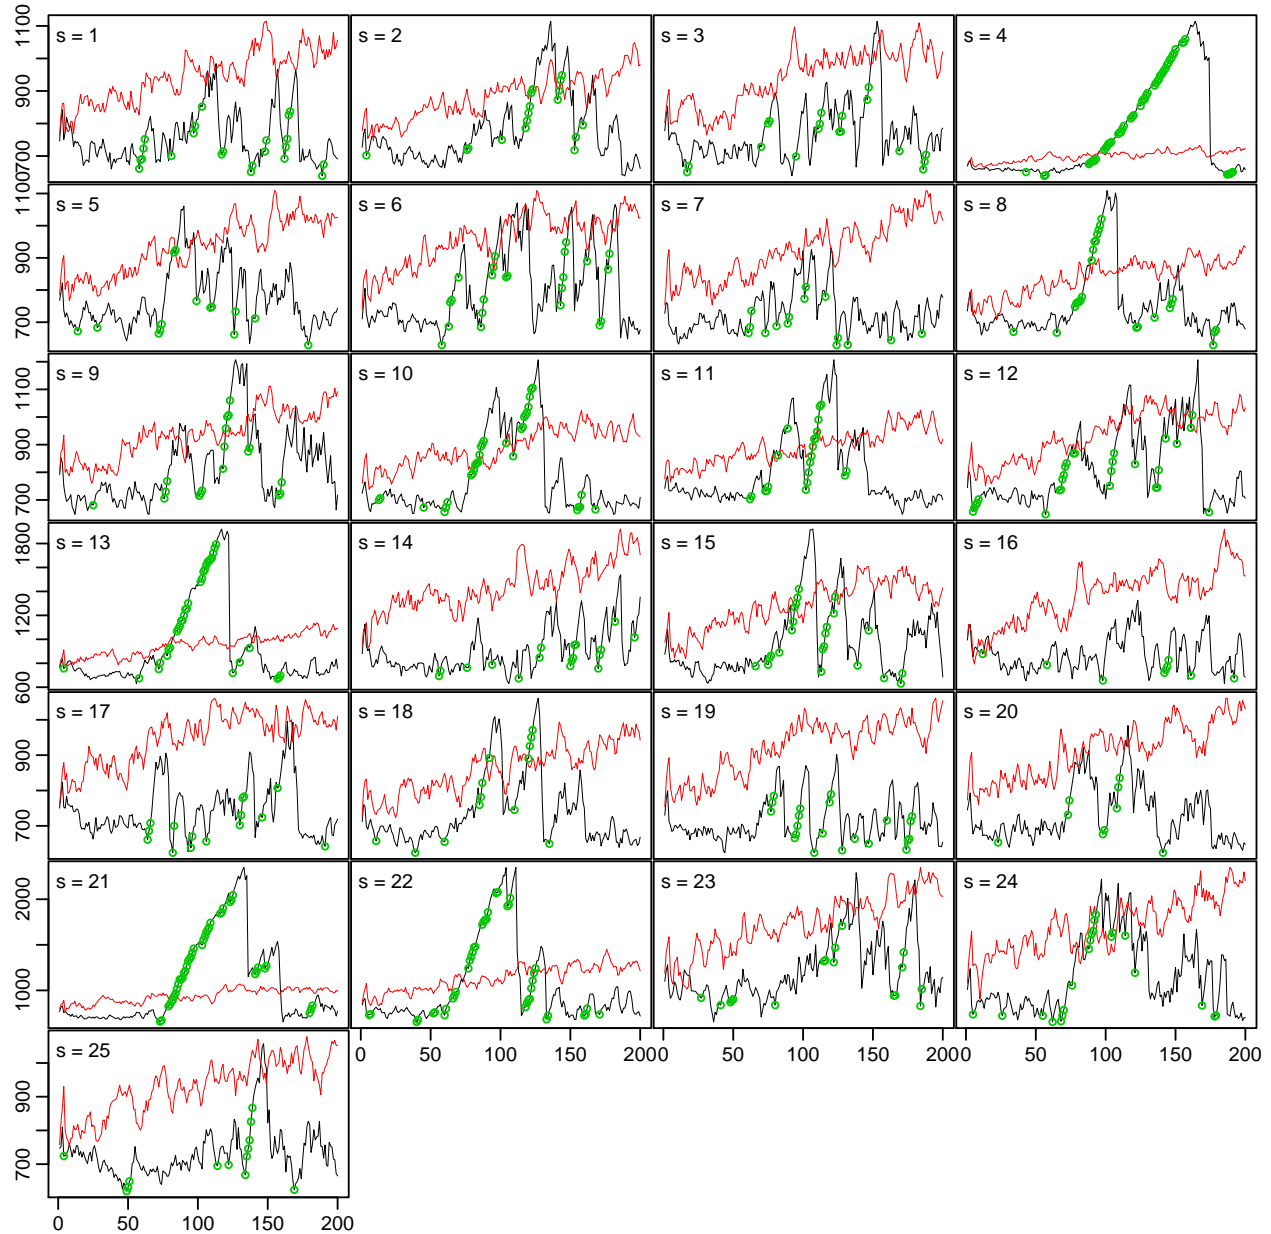 1100
s = 1 s = 2 s = 3 s = 4
900
700
1100
s = 5 s = 6 s = 7 s = 8
900
700
1100
s = 9 s = 10 s = 11 s = 12
900
700
1800
s = 13 s = 14 s = 15 s = 16
1200
600
s = 17 s = 18 s = 19 s = 20
900
700
s = 21 s = 22 s = 23 s = 24
2000
1000
s = 25 0 50 100 150 200 0 50 100 150 200 0 50 100 150 200
900
700
0 50 100 150 200